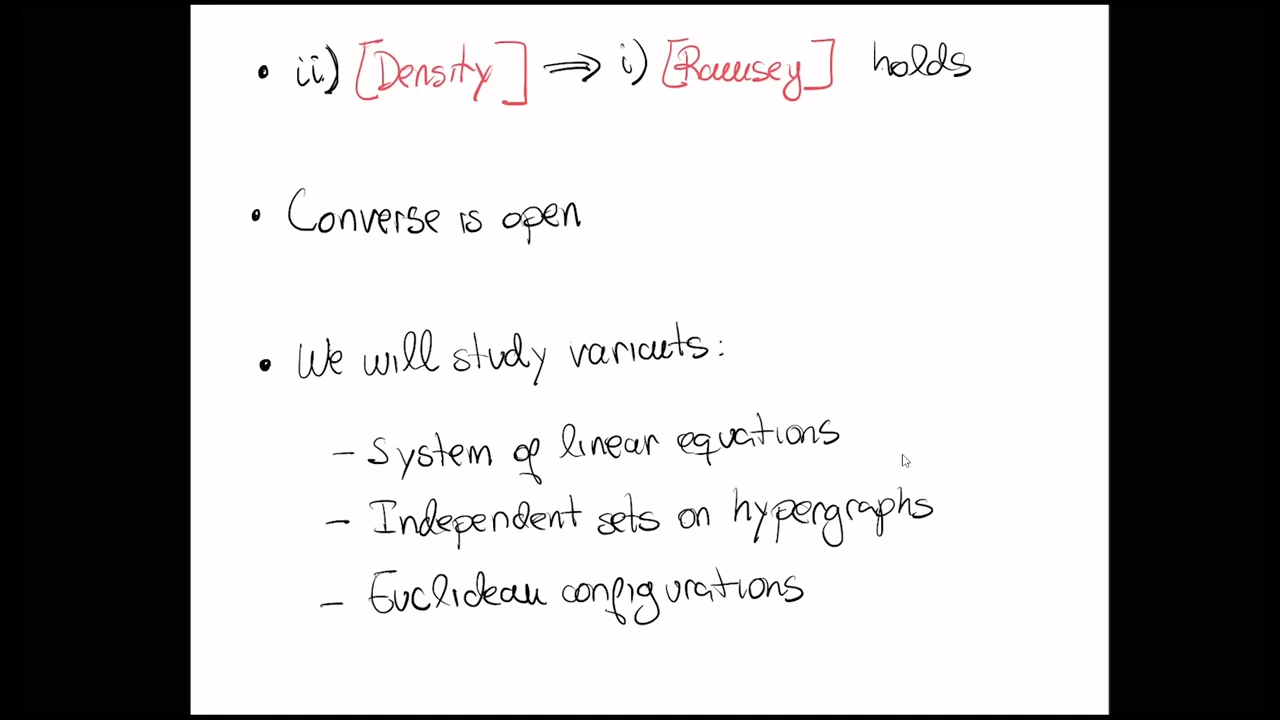 • ii) [Density] ⟹ i) [Ramsey] holds
• Converse is open
• We will study variants:
– System of linear equations
– Independent sets on hypergraphs
– Euclidean configurations